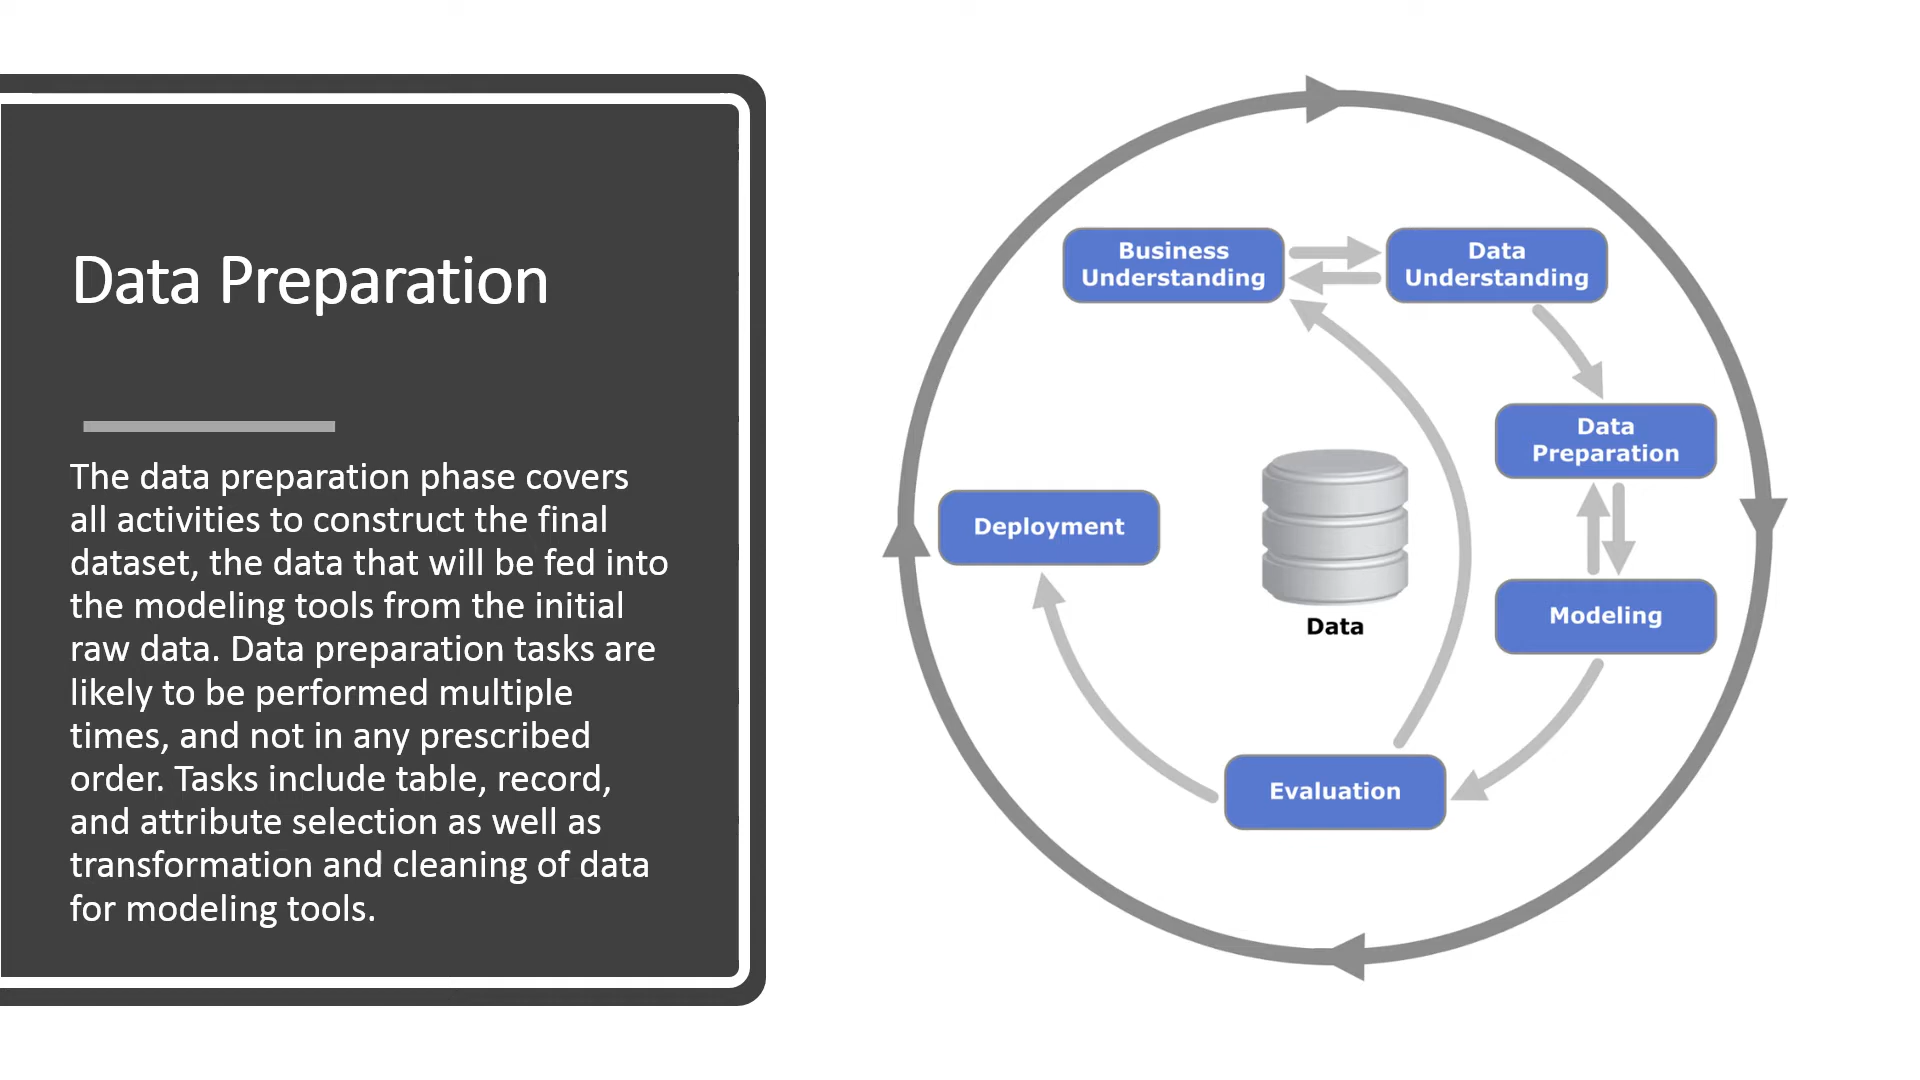 Data Preparation
The data preparation phase covers
all activities to construct the final
dataset, the data that will be fed into
the modeling tools from the initial
raw data. Data preparation tasks are
likely to be performed multiple
times, and not in any prescribed
order. Tasks include table, record,
and attribute selection as well as
transformation and cleaning of data
for modeling tools.
Business
Understanding
Data
Understanding
Data
Preparation
Deployment
Data
Modeling
Evaluation